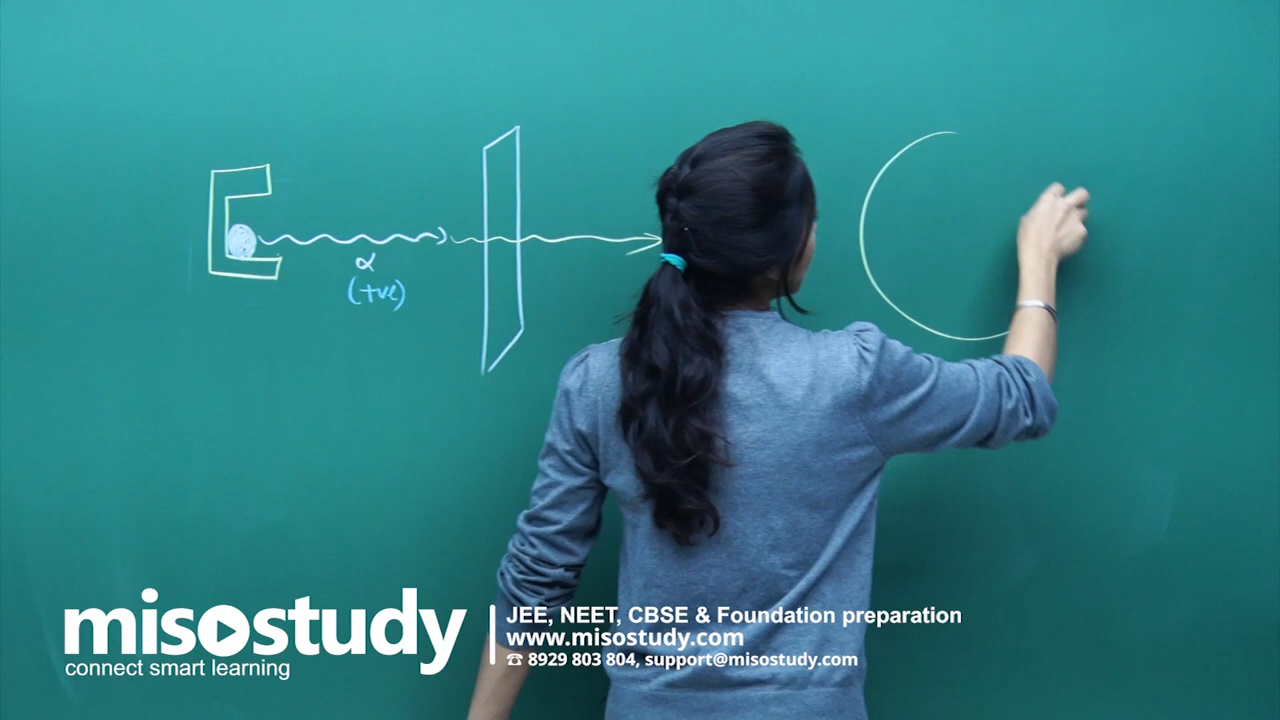 α
(+ve)
misostudy
connect smart learning
JEE, NEET, CBSE & Foundation preparation
www.misostudy.com
☎ 8929 803 804, support@misostudy.com